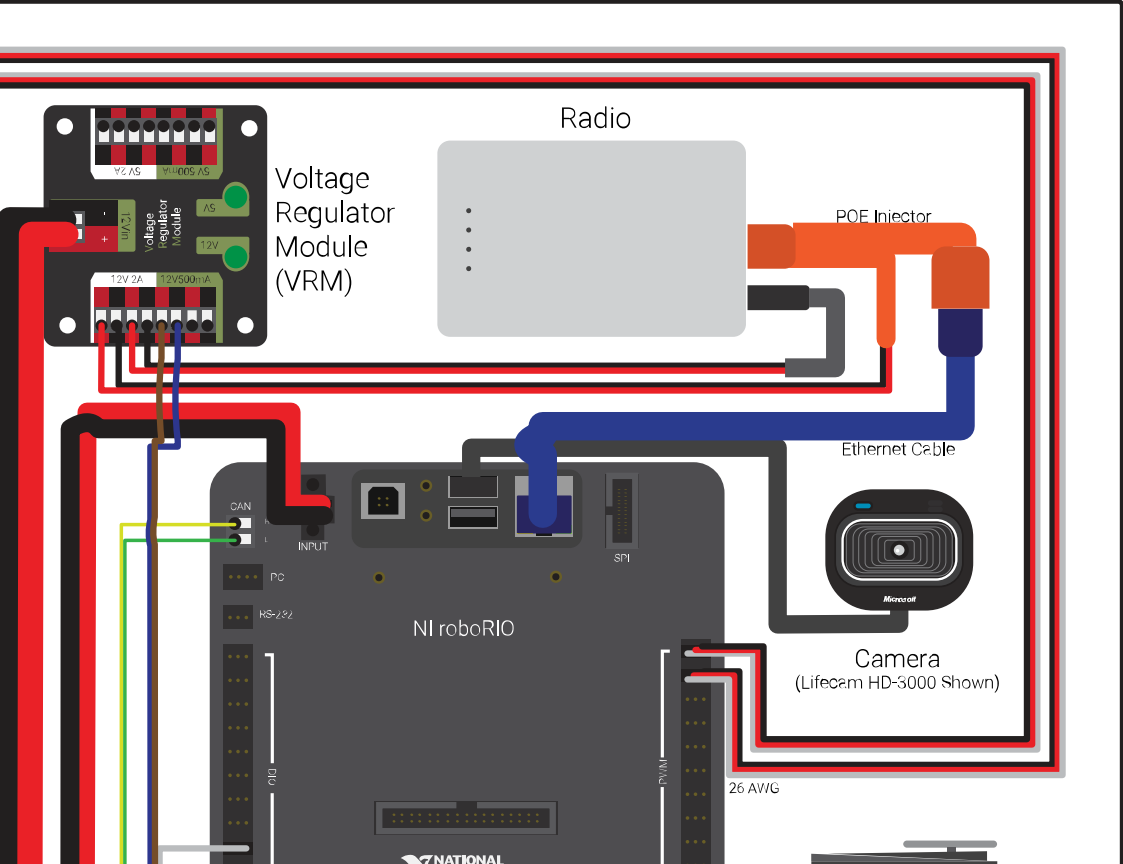 Radio
5V 2A
5V 500mA
Voltage
Regulator
Module
(VRM)
12Vin
-
+
Voltage
Regulator
Module
5V
12V
12V 2A
12V500mA
POE Injector
Ethernet Cable
CAN
H
L
INPUT
SPI
RS-232
NI roboRIO
Microsoft
Camera
(Lifecam HD-3000 Shown)
DIO
PWM
26 AWG
NATIONAL